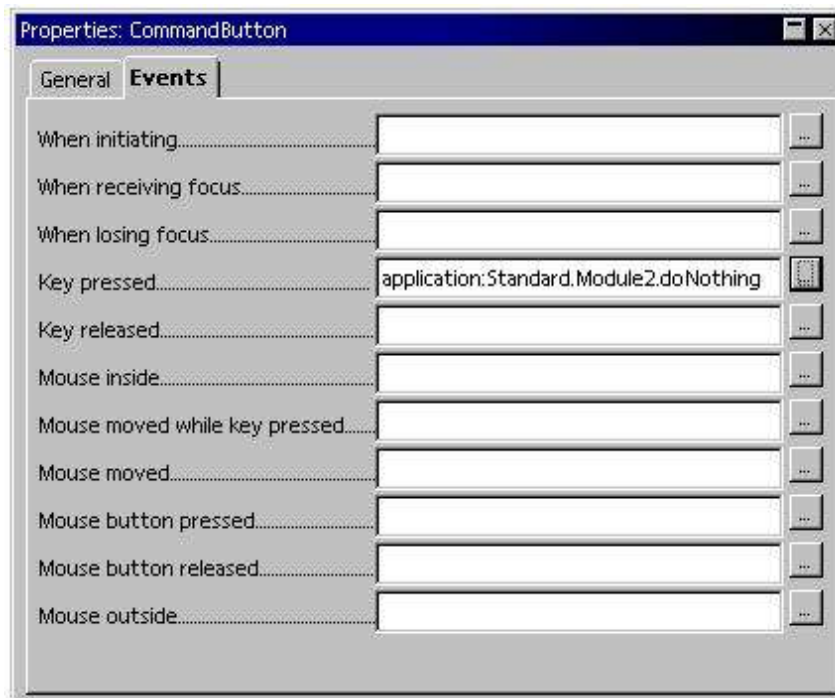 Properties: CommandButton
General Events
When initiating...
When receiving focus...
When losing focus...
Key pressed... application:Standard.Module2.doNothing
Key released...
Mouse inside...
Mouse moved while key pressed...
Mouse moved...
Mouse button pressed...
Mouse button released...
Mouse outside...